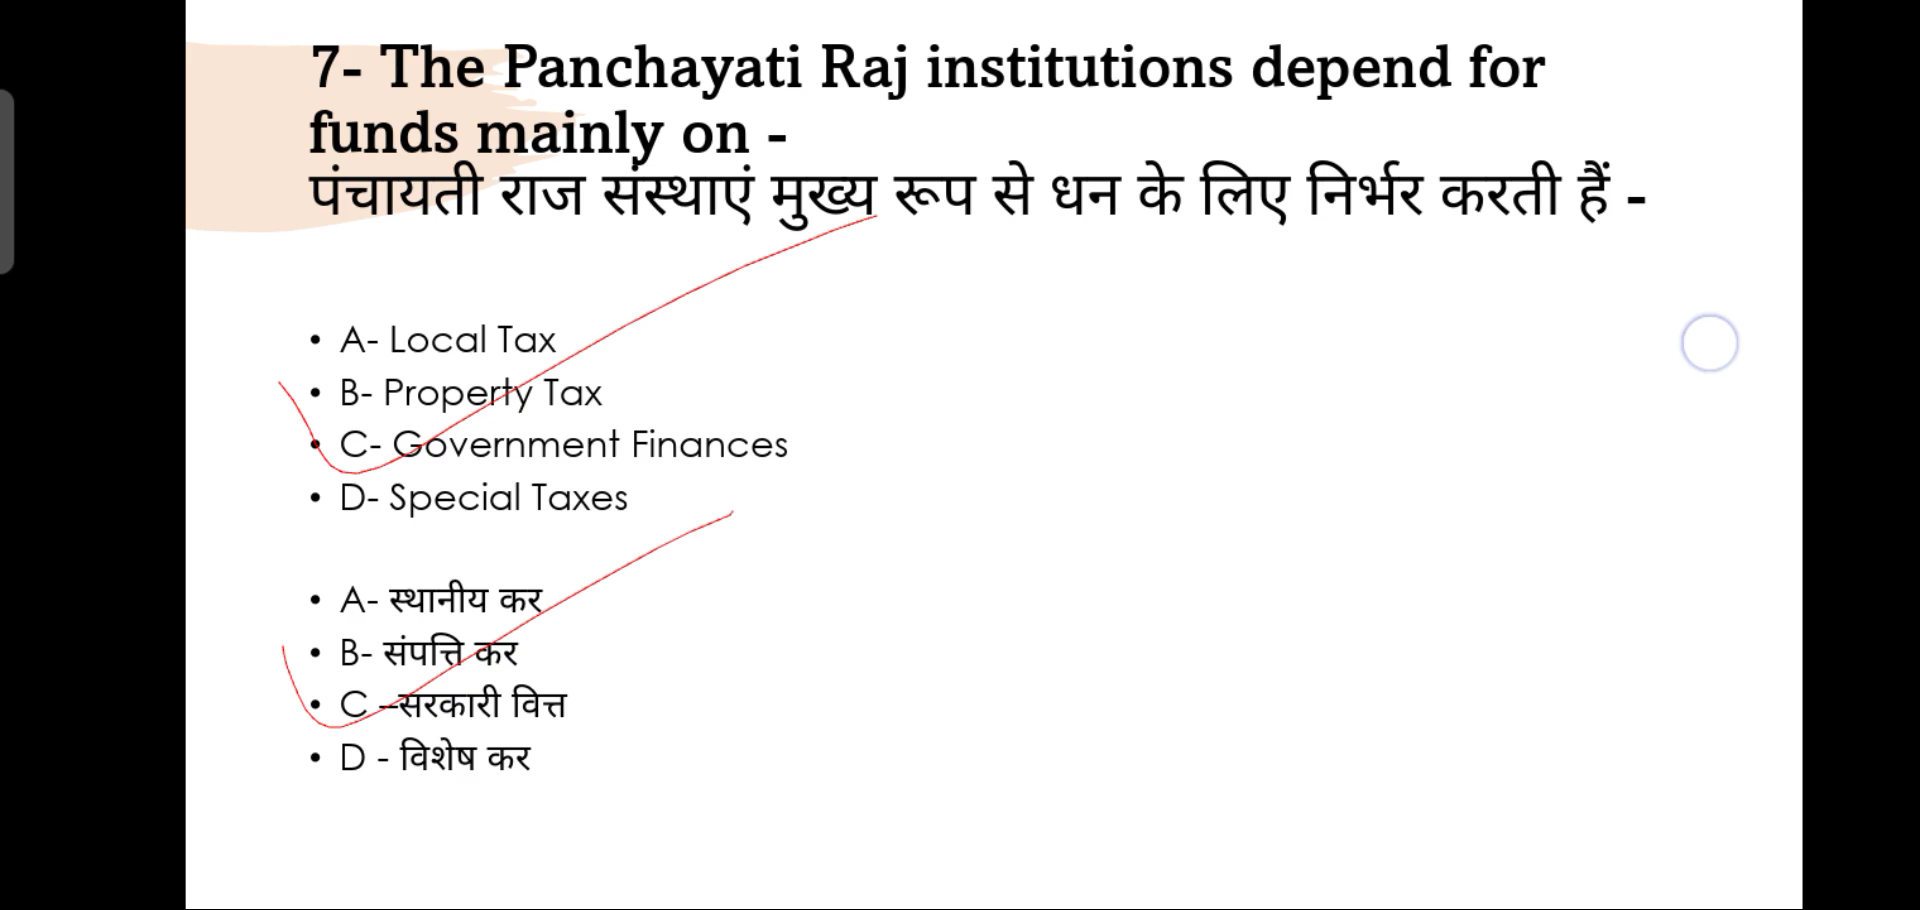 7- The Panchayati Raj institutions depend for
funds mainly on -
पंचायती राज संस्थाएं मुख्य रूप से धन के लिए निर्भर करती हैं -
• A- Local Tax
• B- Property Tax
• C- Government Finances
• D- Special Taxes
• A- स्थानीय कर
• B- संपत्ति कर
• C –सरकारी वित्त
• D - विशेष कर